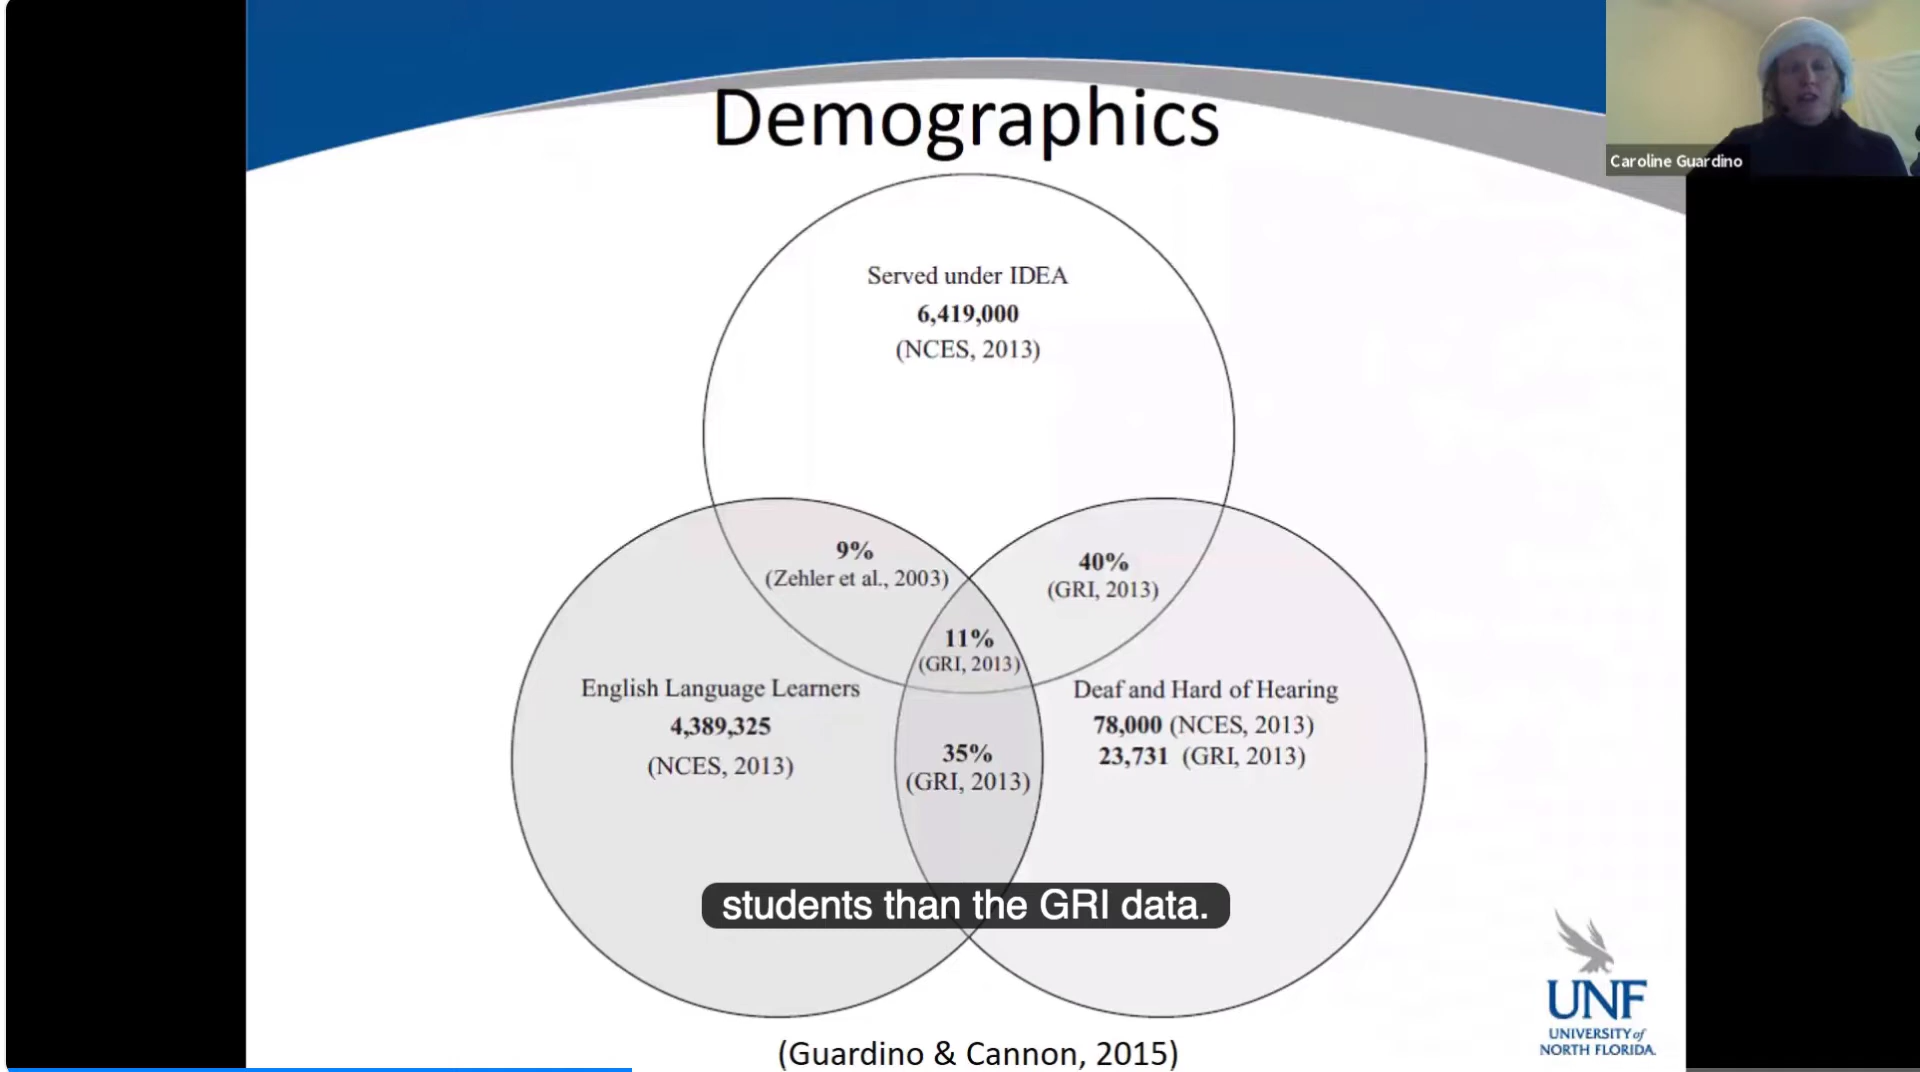 Demographics
Caroline Guardino
Served under IDEA
6,419,000
(NCES, 2013)
9%
(Zehler et al., 2003)
40%
(GRI, 2013)
11%
(GRI, 2013)
English Language Learners
4,389,325
(NCES, 2013)
Deaf and Hard of Hearing
78,000 (NCES, 2013)
23,731 (GRI, 2013)
35%
(GRI, 2013)
students than the GRI data.
UNF
UNIVERSITY of
NORTH FLORIDA.
(Guardino & Cannon, 2015)